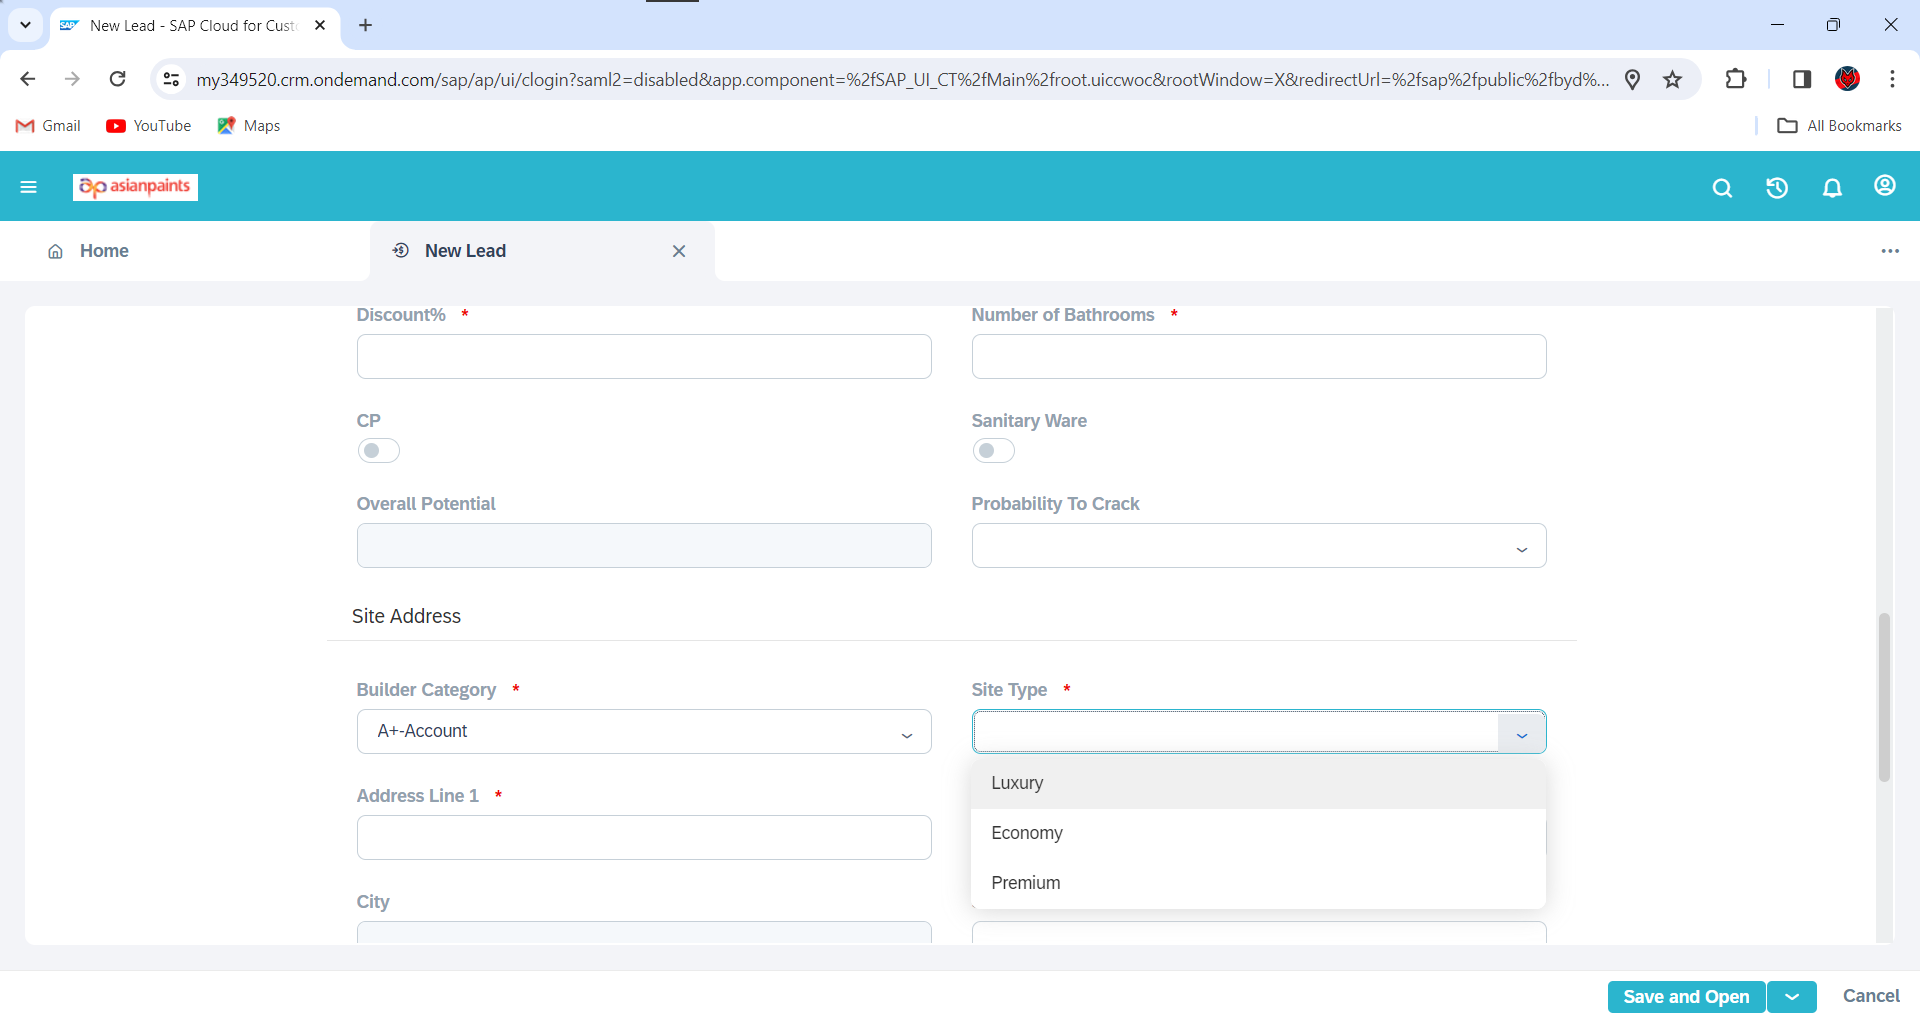 SAP New Lead - SAP Cloud for Cust
my349520.crm.ondemand.com/sap/ap/ui/clogin?saml2=disabled&app.component=%2fSAP_UI_CT%2fMain%2froot.uiccwoc&rootWindow=X&redirectUrl=%2fsap%2fpublic%2fbyd%...
Gmail YouTube Maps All Bookmarks
ap asianpaints
Home New Lead
Discount% * Number of Bathrooms *
CP Sanitary Ware
Overall Potential Probability To Crack
Site Address
Builder Category * Site Type *
A+-Account
Luxury
Address Line 1 *
Economy
Premium
City
Save and Open Cancel